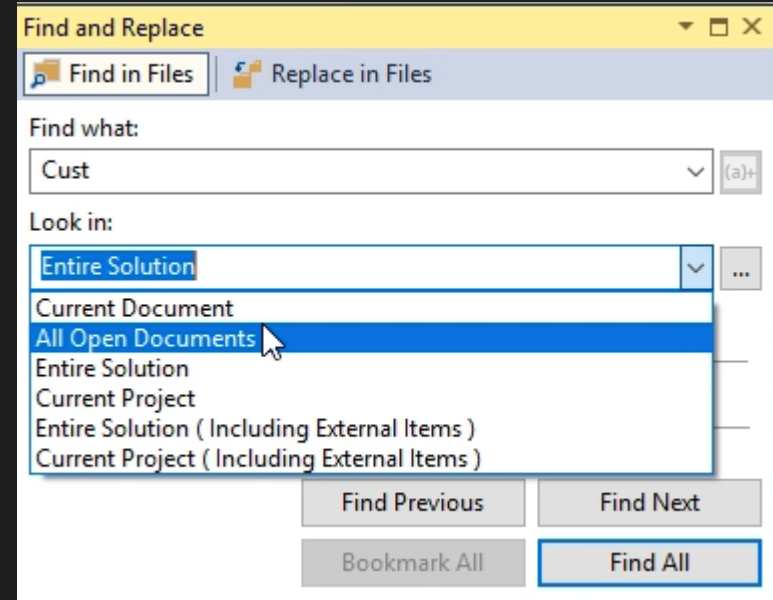 Find and Replace
Find in Files Replace in Files
Find what:
Cust
(a)+
Look in:
Entire Solution
...
Current Document
All Open Documents
Entire Solution
Current Project
Entire Solution ( Including External Items )
Current Project ( Including External Items )
Find Previous Find Next
Bookmark All Find All